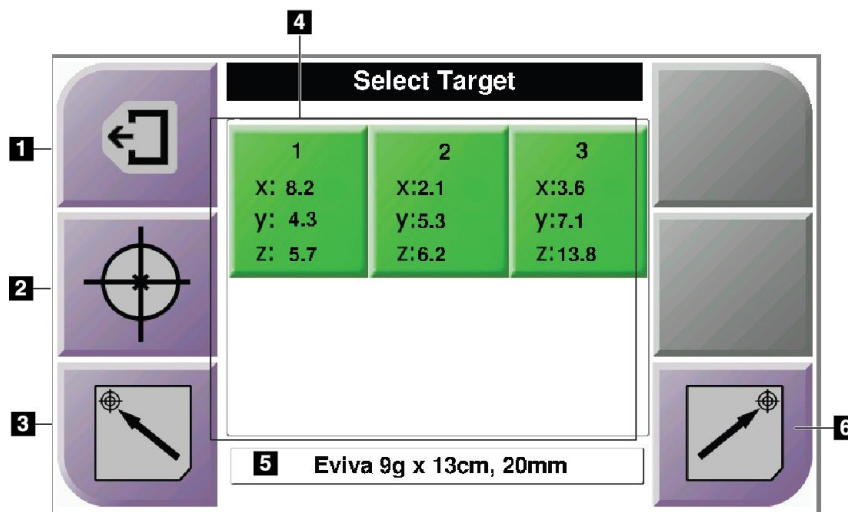 4
Select Target
1
2
3
1 2 3
x: 8.2 x:2.1 x:3.6
y: 4.3 y:5.3 y:7.1
z: 5.7 z:6.2 z:13.8
5 Eviva 9g x 13cm, 20mm
6